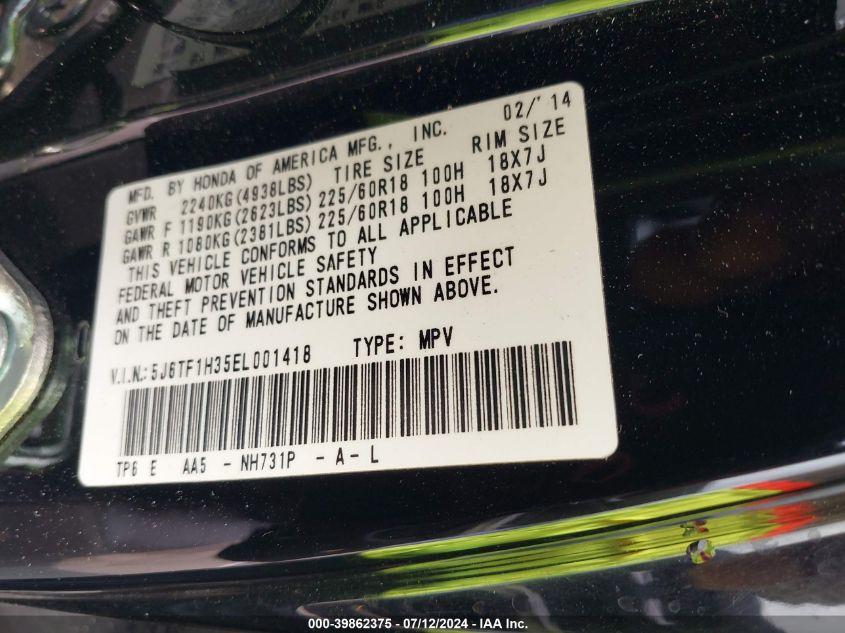 02/'14
MFD. BY HONDA OF AMERICA MFG., INC.
GVWR 2240KG(4938LBS) TIRE SIZE RIM SIZE
GAWR F 1190KG(2623LBS) 225/60R18 100H 18X7J
GAWR R 1080KG(2381LBS) 225/60R18 100H 18X7J
THIS VEHICLE CONFORMS TO ALL APPLICABLE
FEDERAL MOTOR VEHICLE SAFETY
AND THEFT PREVENTION STANDARDS IN EFFECT
ON THE DATE OF MANUFACTURE SHOWN ABOVE.
V.I.N.: 5J6TF1H35EL001418 TYPE: MPV
TP6 E AA5 - NH731P - A - L
000-39862375 - 07/12/2024 - IAA Inc.